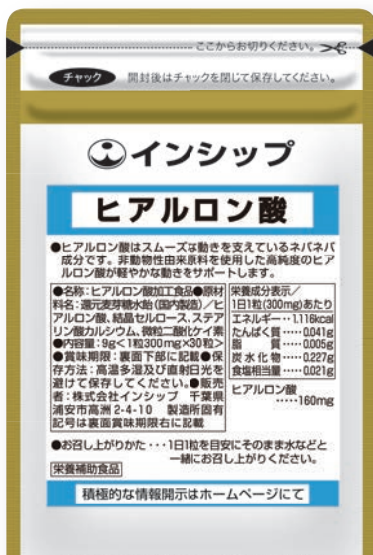 ここからお切りください。
チャック 開封後はチャックを閉じて保存してください。
インシップ
ヒアルロン酸
●ヒアルロン酸はスムーズな動きを支えているネバネバ
成分です。非動物性由来原料を使用した高純度のヒア
ルロン酸が軽やかな動きをサポートします。
●名称:ヒアルロン酸加工食品●原材
料名:還元麦芽糖水飴(国内製造)/ヒ
アルロン酸、結晶セルロース、ステア
リン酸カルシウム、微粒二酸化ケイ素
●内容量:9g<1粒300mg×30粒>
●賞味期限:裏面下部に記載●保
存方法:高温多湿及び直射日光を
避けて保存してください。●販売
者:株式会社インシップ 千葉県
浦安市高洲2-4-10 製造所固有
記号は裏面賞味期限右に記載
栄養成分表示/
1日1粒(300mg)あたり
エネルギー‥1.116kcal
たんぱく質‥‥0.041g
脂質‥‥0.005g
炭水化物‥‥0.227g
食塩相当量‥‥0.021g
ヒアルロン酸
‥‥‥160mg
●お召し上がりかた・・・1日1粒を目安にそのまま水などと
一緒にお召し上がりください。
栄養補助食品
積極的な情報開示はホームページにて